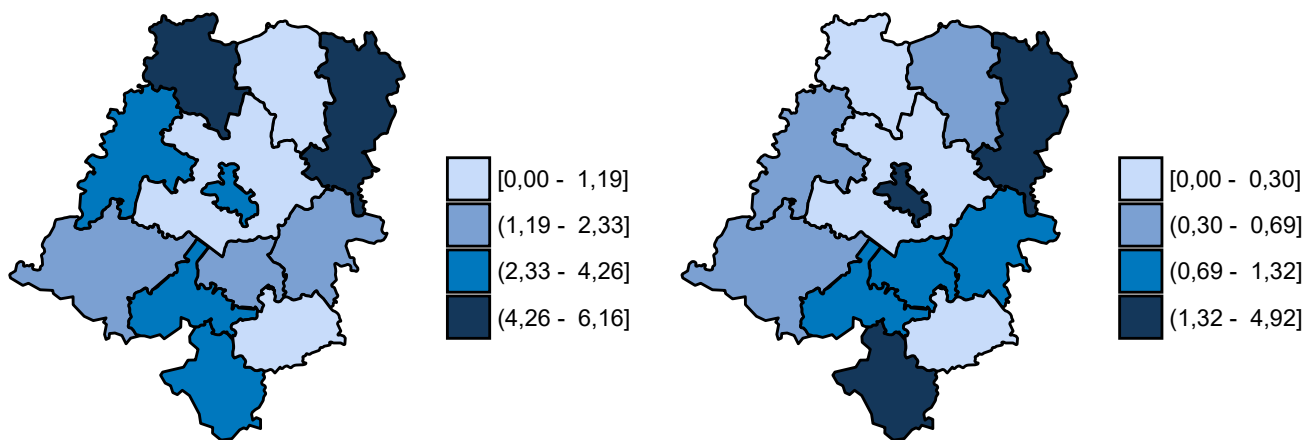 [0,00 - 1,19]
(1,19 - 2,33]
(2,33 - 4,26]
(4,26 - 6,16]
[0,00 - 0,30]
(0,30 - 0,69]
(0,69 - 1,32]
(1,32 - 4,92]